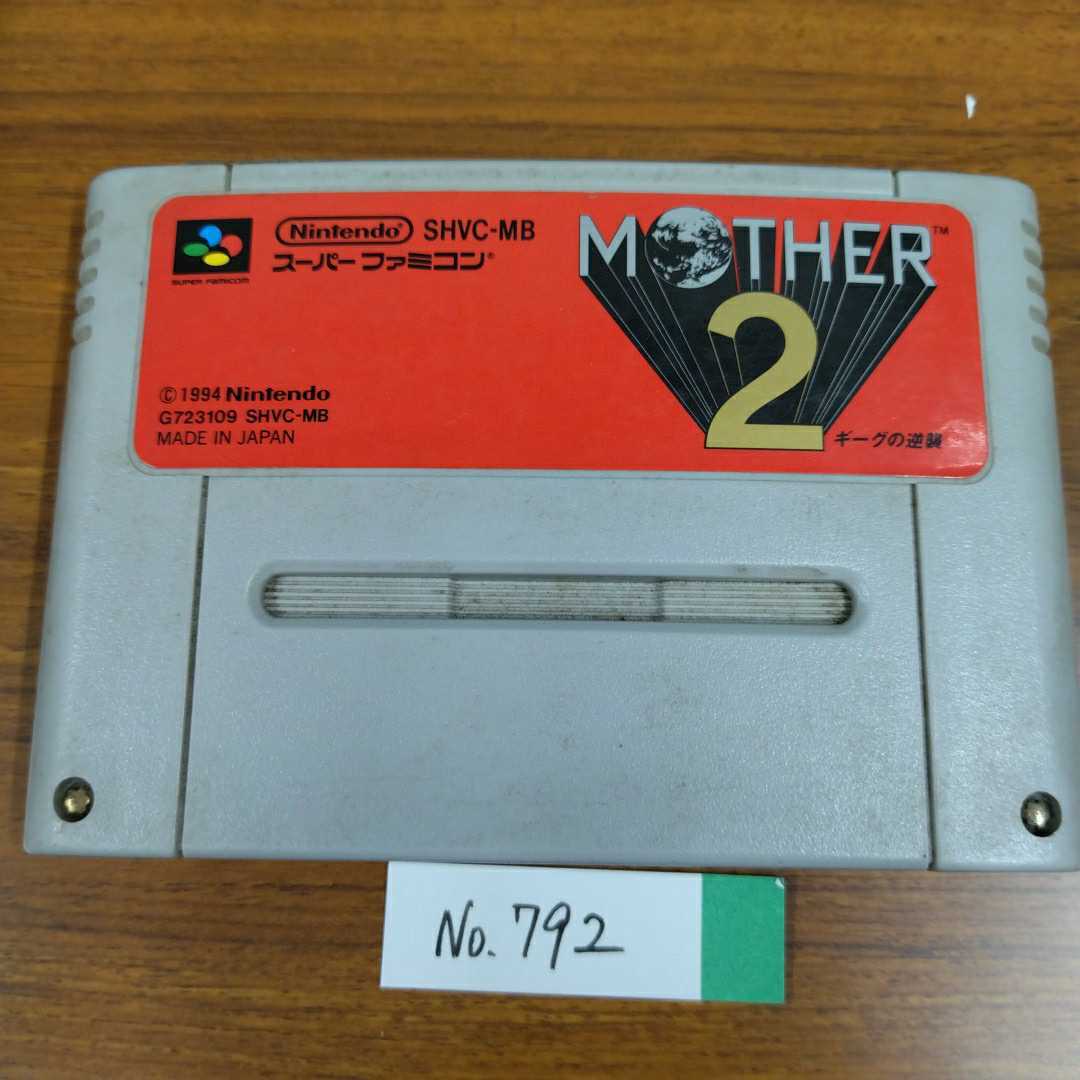 SUPER FAMICOM
Nintendo® SHVC-MB
スーパーファミコン®
©1994 Nintendo
G723109 SHVC-MB
MADE IN JAPAN
MOTHER™
2
ギーグの逆襲
No.792